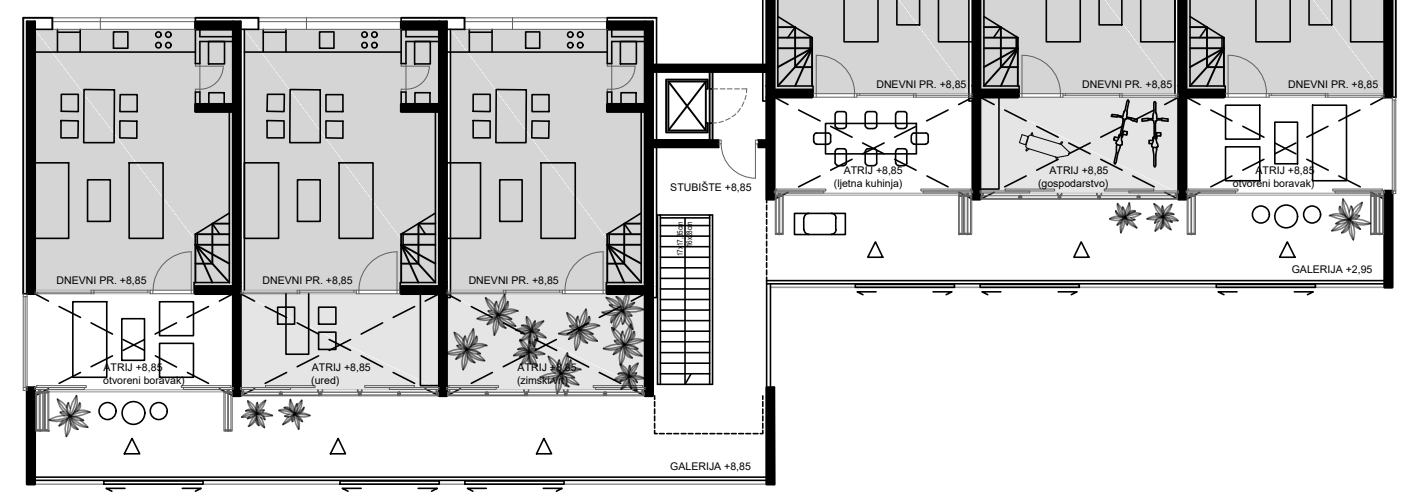 DNEVNI PR. +8,85
DNEVNI PR. +8,85
DNEVNI PR. +8,85
ATRIJ +8,85
(ljetna kuhinja)
ATRIJ +8,85
(gospodarstvo)
ATRIJ +8,85
otvoreni boravak)
STUBIŠTE +8,85
GALERIJA +2,95
DNEVNI PR. +8,85
DNEVNI PR. +8,85
DNEVNI PR. +8,85
ATRIJ +8,85
otvoreni boravak)
ATRIJ +8,85
(ured)
ATRIJ +8,85
(zimski
GALERIJA +8,85